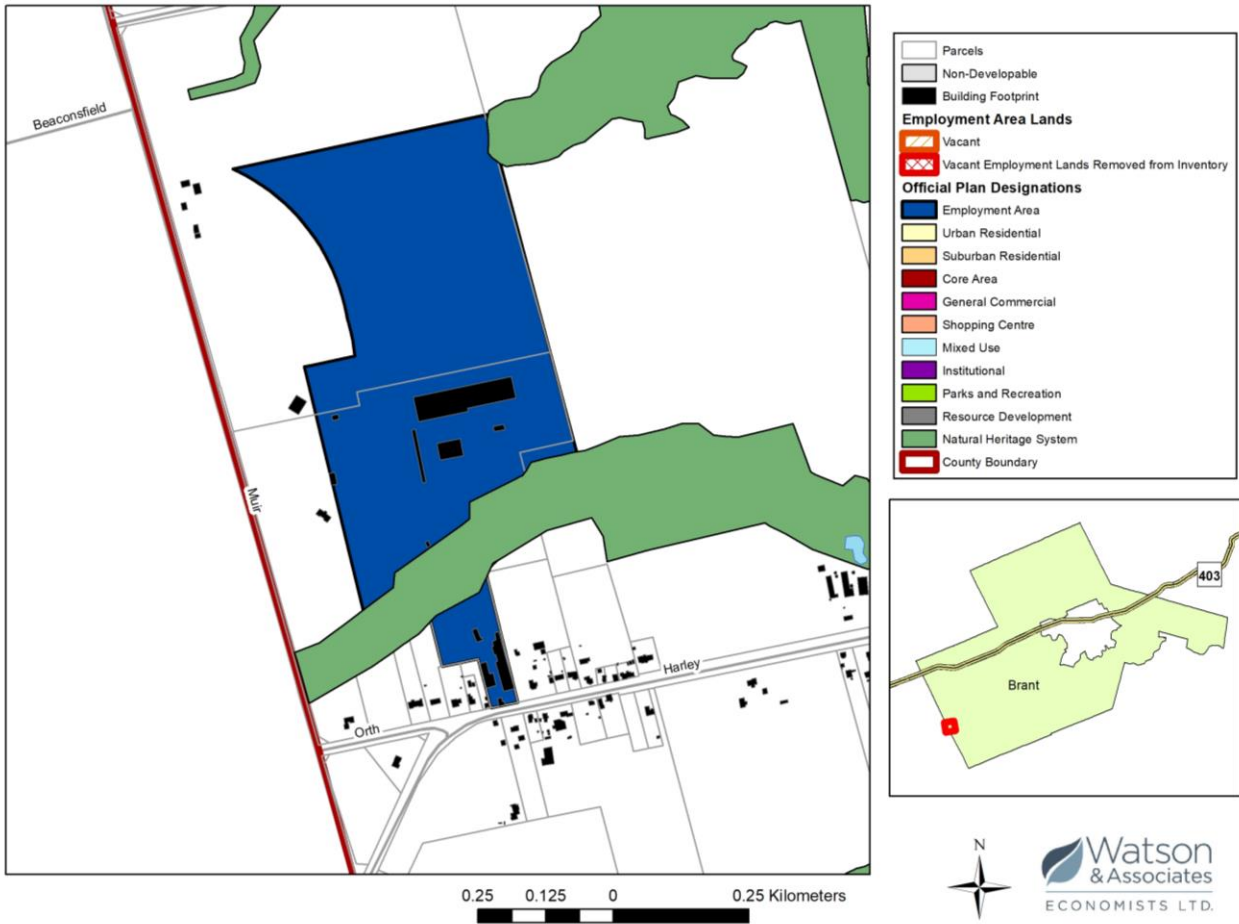 Beaconsfield
Muir
Orth
Harley
Parcels
Non-Developable
Building Footprint
Employment Area Lands
Vacant
Vacant Employment Lands Removed from Inventory
Official Plan Designations
Employment Area
Urban Residential
Suburban Residential
Core Area
General Commercial
Shopping Centre
Mixed Use
Institutional
Parks and Recreation
Resource Development
Natural Heritage System
County Boundary
403
Brant
0.25 0.125 0 0.25 Kilometers
N
Watson
& Associates
ECONOMISTS LTD.